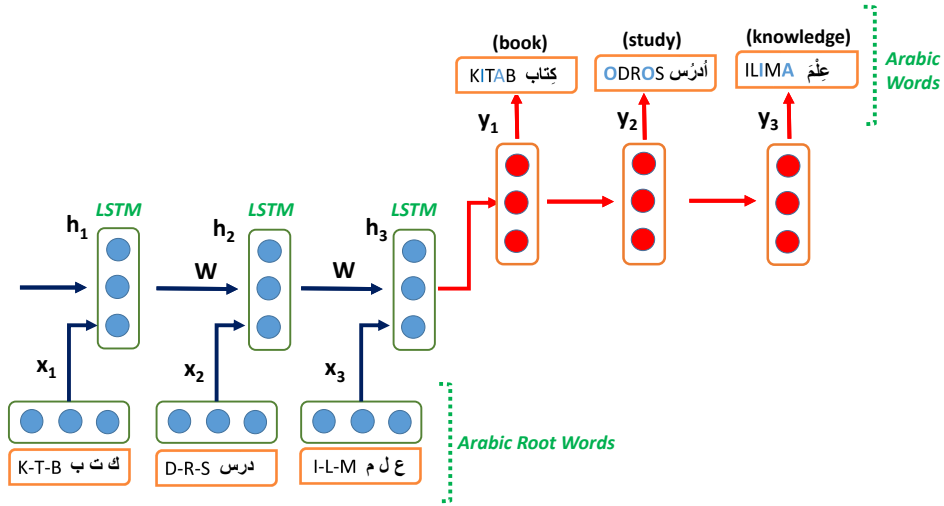 (book) (study) (knowledge)
KITAB كِتاب
ODROS اُدرُس
ILIMA عِلْمَ
Arabic Words
y1 y2 y3
LSTM LSTM LSTM
h1 h2 h3
W W
x1 x2 x3
Arabic Root Words
K-T-B ك ت ب
D-R-S درس
I-L-M ع ل م